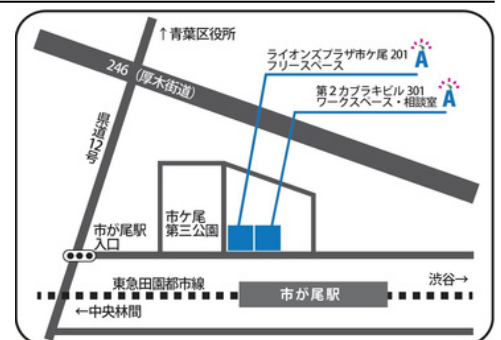 ↑青葉区役所
246（厚木街道）
県道12号
ライオンズプラザ市ケ尾 201
フリースペース
A
第２カブラキビル 301
ワークスペース・相談室
A
市ケ尾
第三公園
市が尾駅
入口
東急田園都市線
渋谷→
市が尾駅
←中央林間